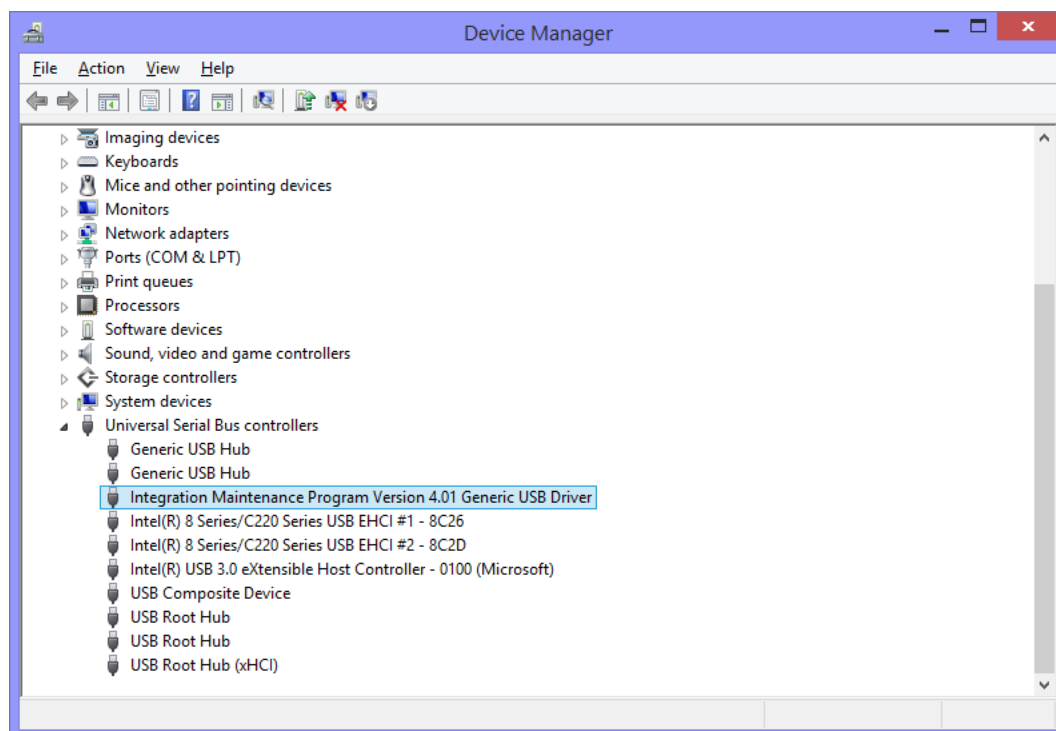 Device Manager
File Action View Help
Imaging devices
Keyboards
Mice and other pointing devices
Monitors
Network adapters
Ports (COM & LPT)
Print queues
Processors
Software devices
Sound, video and game controllers
Storage controllers
System devices
Universal Serial Bus controllers
Generic USB Hub
Generic USB Hub
Integration Maintenance Program Version 4.01 Generic USB Driver
Intel(R) 8 Series/C220 Series USB EHCI #1 - 8C26
Intel(R) 8 Series/C220 Series USB EHCI #2 - 8C2D
Intel(R) USB 3.0 eXtensible Host Controller - 0100 (Microsoft)
USB Composite Device
USB Root Hub
USB Root Hub
USB Root Hub (xHCI)